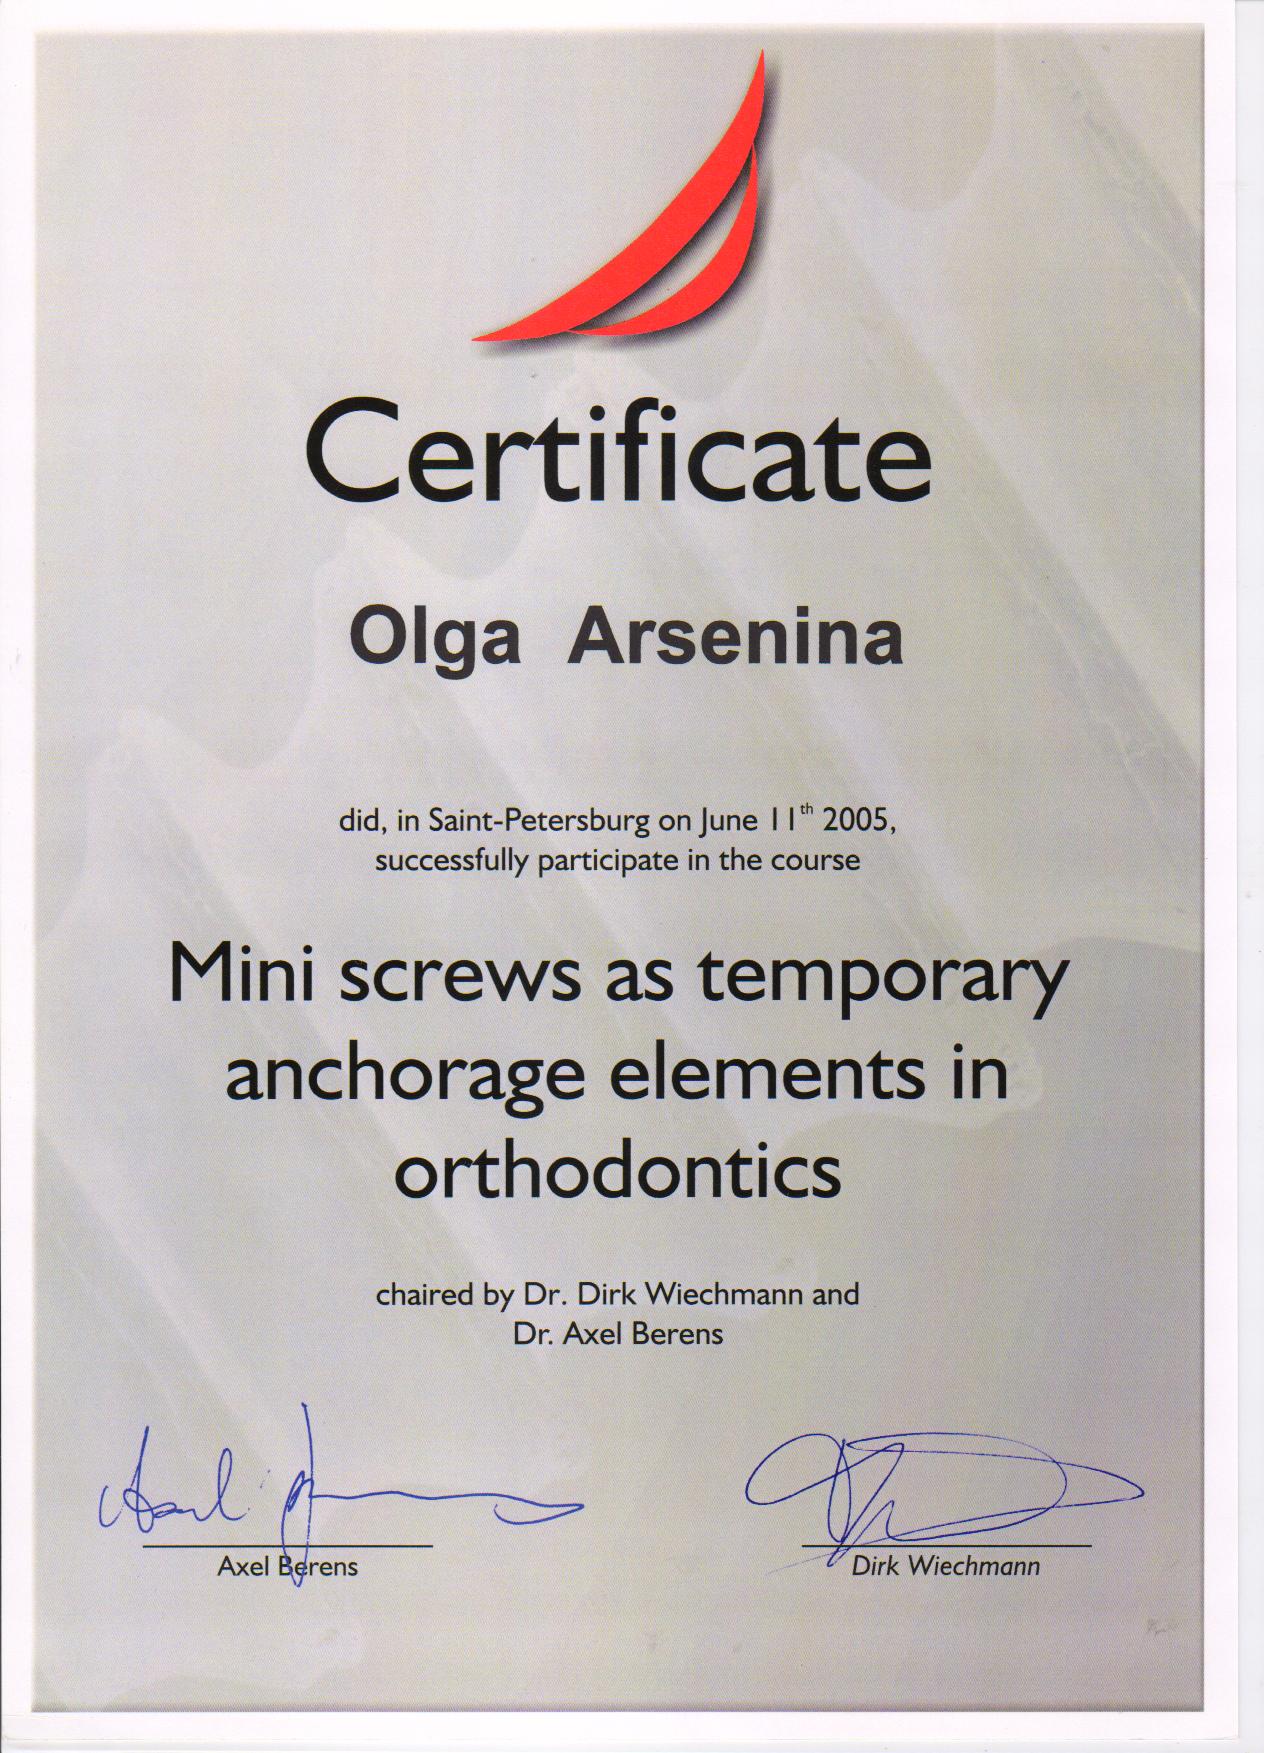 Certificate
Olga Arsenina
did, in Saint-Petersburg on June 11th 2005,
successfully participate in the course
Mini screws as temporary
anchorage elements in
orthodontics
chaired by Dr. Dirk Wiechmann and
Dr. Axel Berens
Axel Berens
Dirk Wiechmann